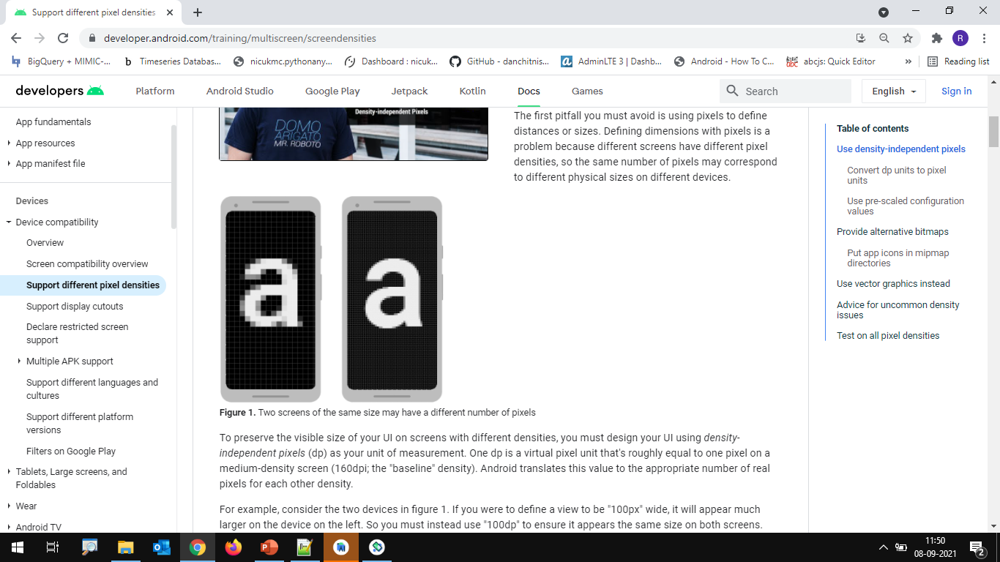 Support different pixel densities
developer.android.com/training/multiscreen/screendensities
R
BigQuery + MIMIC-...
b Timeseries Databas...
nicukmc.pythonany...
Dashboard : nicuk...
GitHub - danchitnis...
AdminLTE 3 | Dashb...
Android - How To C...
abcjs: Quick Editor
»
Reading list
developers
Platform
Android Studio
Google Play
Jetpack
Kotlin
Docs
Games
Search
English
Sign in
App fundamentals
App resources
App manifest file
Devices
Device compatibility
Overview
Screen compatibility overview
Support different pixel densities
Support display cutouts
Declare restricted screen
support
Multiple APK support
Support different languages and
cultures
Support different platform
versions
Filters on Google Play
Tablets, Large screens, and
Foldables
Wear
Android TV
Density-independent Pixels
DOMO
ARIGATO
MR. ROBOTO
The first pitfall you must avoid is using pixels to define
distances or sizes. Defining dimensions with pixels is a
problem because different screens have different pixel
densities, so the same number of pixels may correspond
to different physical sizes on different devices.
a
a
Figure 1. Two screens of the same size may have a different number of pixels
To preserve the visible size of your UI on screens with different densities, you must design your UI using density-
independent pixels (dp) as your unit of measurement. One dp is a virtual pixel unit that's roughly equal to one pixel on a
medium-density screen (160dpi; the "baseline" density). Android translates this value to the appropriate number of real
pixels for each other density.
For example, consider the two devices in figure 1. If you were to define a view to be "100px" wide, it will appear much
larger on the device on the left. So you must instead use "100dp" to ensure it appears the same size on both screens.
Table of contents
Use density-independent pixels
Convert dp units to pixel
units
Use pre-scaled configuration
values
Provide alternative bitmaps
Put app icons in mipmap
directories
Use vector graphics instead
Advice for uncommon density
issues
Test on all pixel densities
11:50
08-09-2021
2